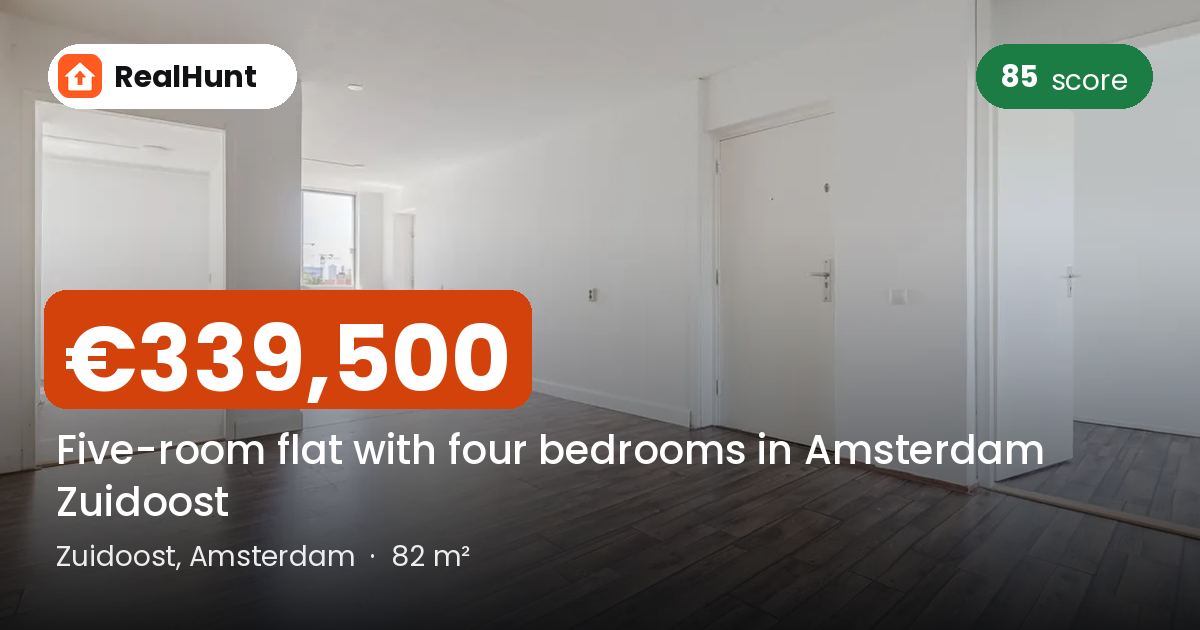 RealHunt
85 score
€339,500
Five-room flat with four bedrooms in Amsterdam
Zuidoost
Zuidoost, Amsterdam · 82 m²